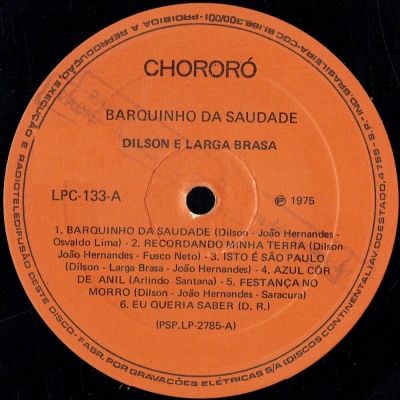 CHORORÓ
BARQUINHO DA SAUDADE
DILSON E LARGA BRASA
LPC-133-A
Ⓟ 1975
1. BARQUINHO DA SAUDADE (Dilson - João Hernandes -
Osvaldo Lima) - 2. RECORDANDO MINHA TERRA (Dilson
João Hernandes - Fusco Neto) - 3. ISTO É SÃO PAULO
(Dilson - Larga Brasa - João Hernandes) - 4. AZUL CÔR
DE ANIL (Arlindo Santana) - 5. FESTANÇA NO
MORRO (Dilson - João Hernandes - Saracura)
6. EU QUERIA SABER (D. R.)
(PSP.LP-2785-A)
FABR. POR GRAVAÇÕES ELÉTRICAS S/A (DISCOS CONTINENTAL) AV. DO ESTADO, 4755 - S. P. - IND. BRASILEIRA - CGC 61.186.300/001 - PROIBIDA A REPRODUÇÃO, EXECUÇÃO E RADIOTELEDIFUSÃO DESTE DISCO -